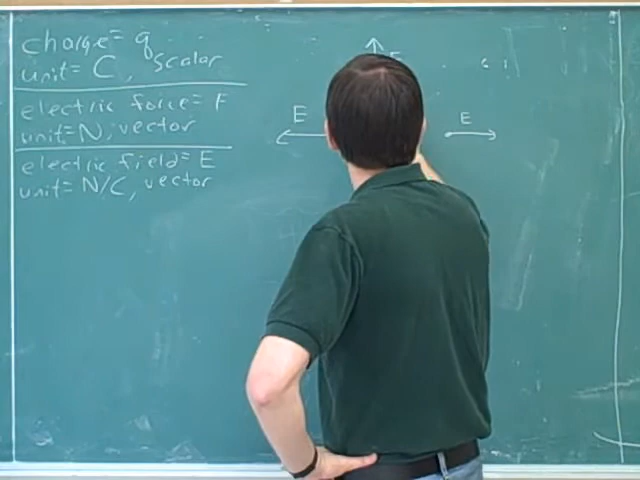 charge = q
unit = C, scalar
electric force = F
unit = N, vector
electric field = E
unit = N/C, vector
E
E